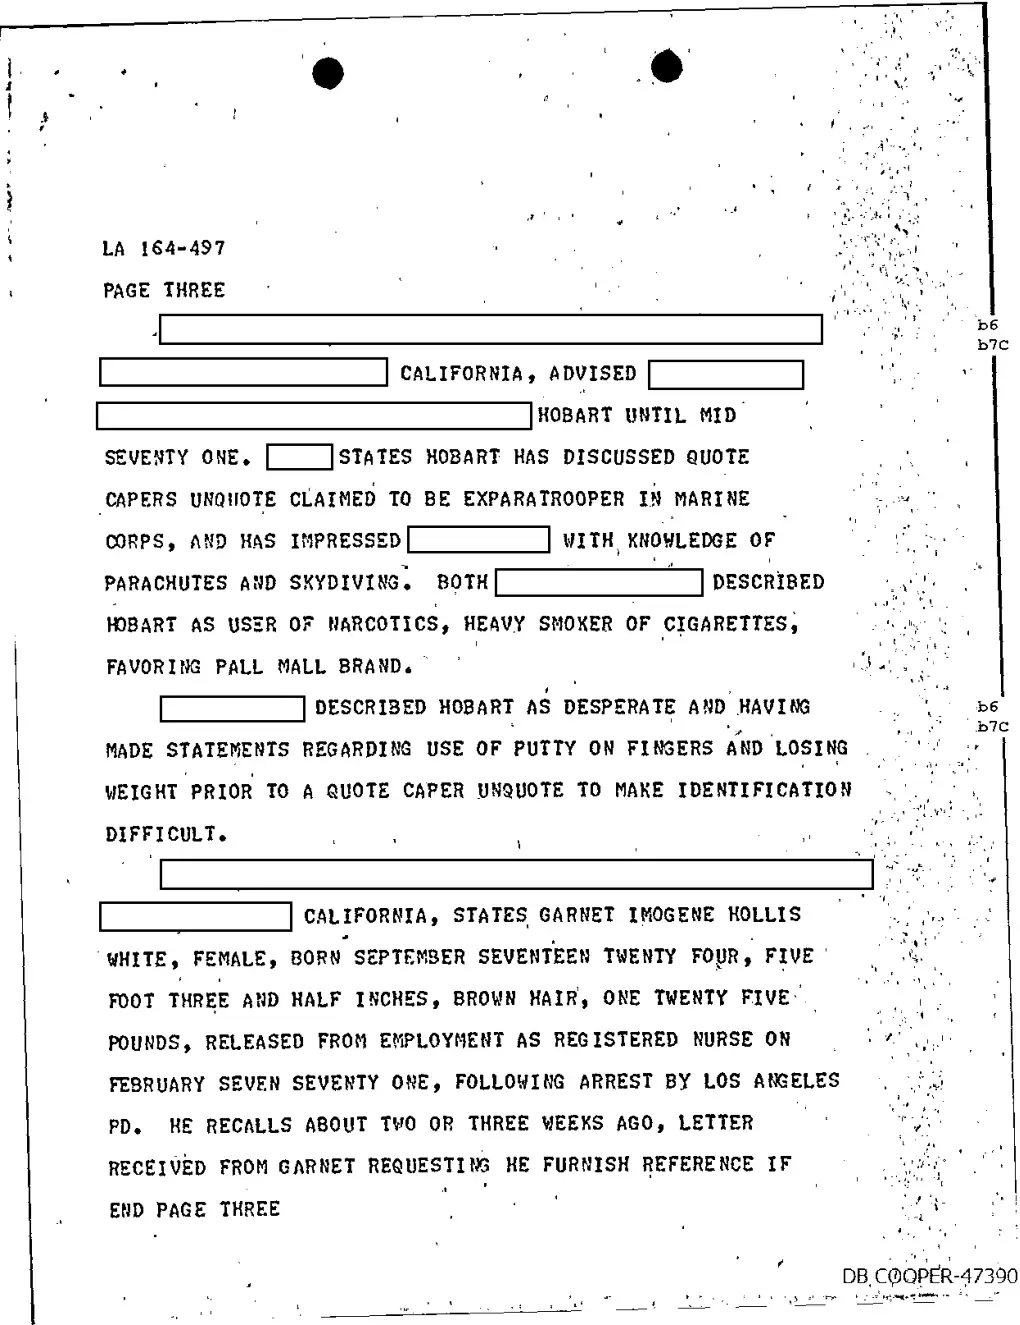 LA 164-497
PAGE THREE
b6
b7C
CALIFORNIA, ADVISED
HOBART UNTIL MID
SEVENTY ONE. STATES HOBART HAS DISCUSSED QUOTE
CAPERS UNQUOTE CLAIMED TO BE EXPARATROOPER IN MARINE
CORPS, AND HAS IMPRESSED WITH KNOWLEDGE OF
PARACHUTES AND SKYDIVING. BOTH DESCRIBED
HOBART AS USER OF NARCOTICS, HEAVY SMOKER OF CIGARETTES,
FAVORING PALL MALL BRAND.
DESCRIBED HOBART AS DESPERATE AND HAVING
b6
b7C
MADE STATEMENTS REGARDING USE OF PUTTY ON FINGERS AND LOSING
WEIGHT PRIOR TO A QUOTE CAPER UNQUOTE TO MAKE IDENTIFICATION
DIFFICULT.
CALIFORNIA, STATES GARNET IMOGENE HOLLIS
WHITE, FEMALE, BORN SEPTEMBER SEVENTEEN TWENTY FOUR, FIVE
FOOT THREE AND HALF INCHES, BROWN HAIR, ONE TWENTY FIVE
POUNDS, RELEASED FROM EMPLOYMENT AS REGISTERED NURSE ON
FEBRUARY SEVEN SEVENTY ONE, FOLLOWING ARREST BY LOS ANGELES
PD. HE RECALLS ABOUT TWO OR THREE WEEKS AGO, LETTER
RECEIVED FROM GARNET REQUESTING HE FURNISH REFERENCE IF
END PAGE THREE
DB COOPER-47390